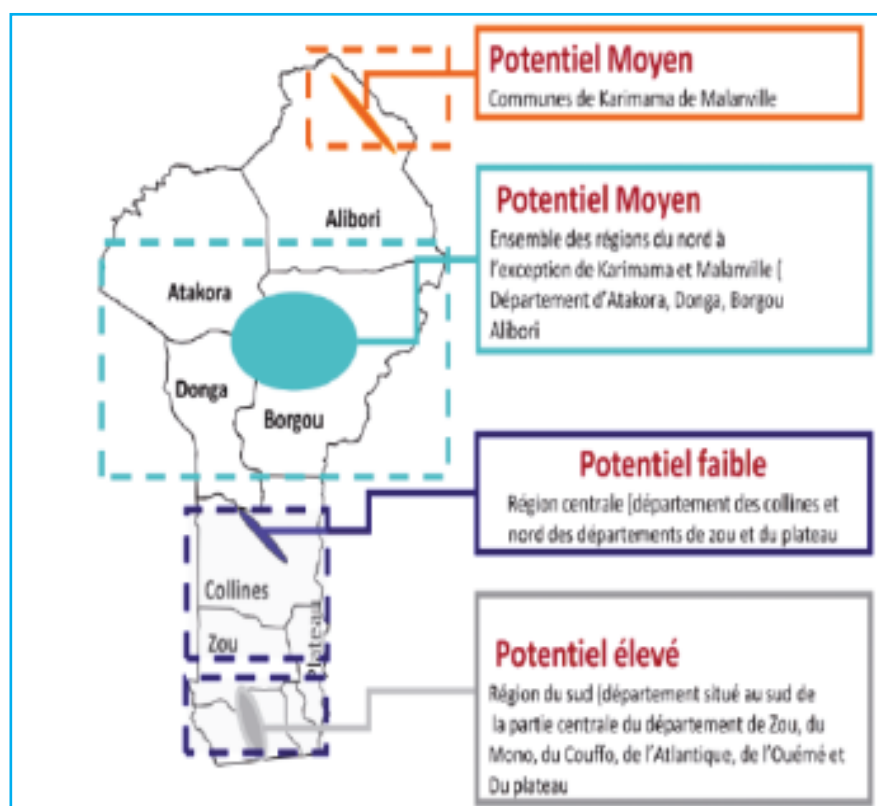 Potentiel Moyen
Communes de Karimama de Malanville
Potentiel Moyen
Ensemble des régions du nord à
l'exception de Karimama et Malanville [
Département d'Atakora, Donga, Borgou
Alibori
Alibori
Atakora
Donga
Borgou
Potentiel faible
Région centrale [département des collines et
nord des départements de zou et du plateau
Collines
Zou
Plateau
Potentiel élevé
Région du sud (département situé au sud de
la partie centrale du département de Zou, du
Mono, du Couffo, de l'Atlantique, de l'Ouémé et
Du plateau